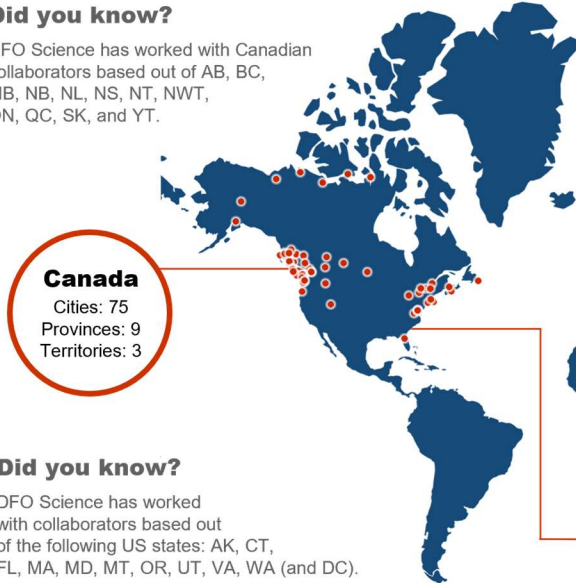 Did you know?
FO Science has worked with Canadian
ollaborators based out of AB, BC,
MB, NB, NL, NS, NT, NWT,
ON, QC, SK, and YT.
Canada
Cities: 75
Provinces: 9
Territories: 3
Did you know?
DFO Science has worked
with collaborators based out
of the following US states: AK, CT,
FL, MA, MD, MT, OR, UT, VA, WA (and DC).